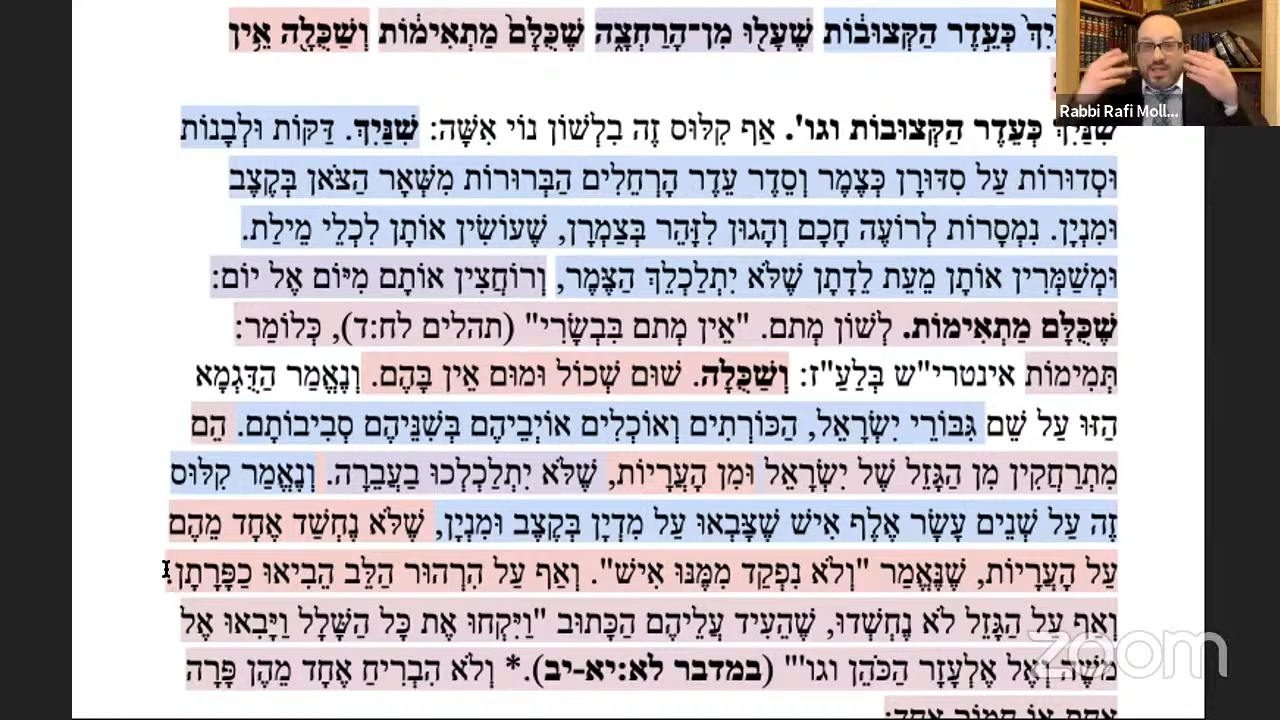 כְּעֵ֣דֶר הַקְּצוּב֔וֹת שֶׁעָל֖וּ מִן־הָרַחְצָ֑ה שֶׁכֻּלָּם֙ מַתְאִימ֔וֹת וְשַׁכֻּלָ֖ה אֵ֥ין
שִׁנַּיִךְ כְּעֵדֶר הַקְּצוּבוֹת וגו'. אַף קִלּוּס זֶה בִלְשׁוֹן נוֹי אִשָּׁה: שִׁנַּיִךְ. דַּקּוֹת וּלְבָנוֹת
וּסְדוּרוֹת עַל סִדּוּרָן כְּצֶמֶר וְסֵדֶר עֵדֶר הָרְחֵלִים הַבְּרוּרוֹת מִשְּׁאָר הַצֹּאן בְּקֶצֶב
וּמִנְיָן. נִמְסָרוֹת לְרוֹעֶה חָכָם וְהָגוּן לִזָּהֵר בְּצַמְרָן, שֶׁעוֹשִׂין אוֹתָן לִכְלֵי מֵילַת.
וּמְשַׁמְּרִין אוֹתָן מֵעֵת לֵדָתָן שֶׁלֹּא יִתְלַכְלֵךְ הַצֶּמֶר, וְרוֹחֲצִין אוֹתָם מִיּוֹם אֶל יוֹם:
שֶׁכֻּלָּם מַתְאִימוֹת. לְשׁוֹן מְתֹם. "אֵין מְתֹם בִּבְשָׂרִי" (תהלים לח:ד), כְּלוֹמַר:
תְּמִימוֹת אינטרי"ש בְּלַעַ"ז: וְשַׁכֻּלָה. שׁוּם שְׁכוֹל וּמוּם אֵין בָּהֶם. וְנֶאֱמַר הַדֻּגְמָא
הַזּוּ עַל שֵׁם גִּבּוֹרֵי יִשְׂרָאֵל, הַכּוֹרְתִים וְאוֹכְלִים אוֹיְבֵיהֶם בְּשִׁנֵּיהֶם סְבִיבוֹתָם. הֵם
מִתְרַחֲקִין מִן הַגָּזֵל שֶׁל יִשְׂרָאֵל וּמִן הָעֲרָיוֹת, שֶׁלֹּא יִתְלַכְלְכוּ בַעֲבֵרָה. וְנֶאֱמַר קִלּוּס
זֶה עַל שְׁנֵים עָשָׂר אֶלֶף אִישׁ שֶׁצָּבְאוּ עַל מִדְיָן בְּקֶצֶב וּמִנְיָן, שֶׁלֹּא נֶחְשַׁד אֶחָד מֵהֶם
עַל הָעֲרָיוֹת, שֶׁנֶּאֱמַר "וְלֹא נִפְקַד מִמֶּנּוּ אִישׁ". וְאַף עַל הִרְהוּר הַלֵּב הֵבִיאוּ כַפָּרָתָן.
וְאַף עַל הַגָּזֵל לֹא נֶחְשְׁדוּ, שֶׁהֵעִיד עֲלֵיהֶם הַכָּתוּב "וַיִּקְחוּ אֶת כָּל הַשָּׁלָל וַיָּבִאוּ אֶל
מֹשֶׁה וְאֶל אֶלְעָזָר הַכֹּהֵן וגו'" (במדבר לא:יא-יב).* וְלֹא הִבְרִיחַ אֶחָד מֵהֶן פָּרָה
אַחַת אוֹ חֲמוֹר אֶחָד:
Rabbi Rafi Moll...
zoom